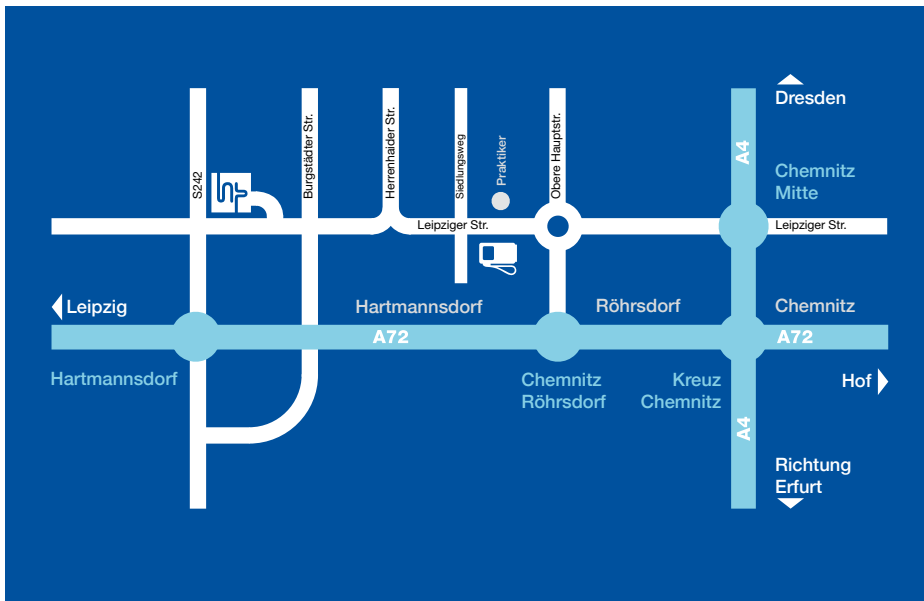 Dresden
A4
S242
Burgstädter Str.
Herrenhaider Str.
Siedlungsweg
Praktiker
Obere Hauptstr.
Chemnitz
Mitte
Leipziger Str.
Leipziger Str.
Leipzig
Hartmannsdorf
Röhrsdorf
Chemnitz
A72
A72
Hartmannsdorf
Chemnitz
Röhrsdorf
Kreuz
Chemnitz
Hof
A4
Richtung
Erfurt